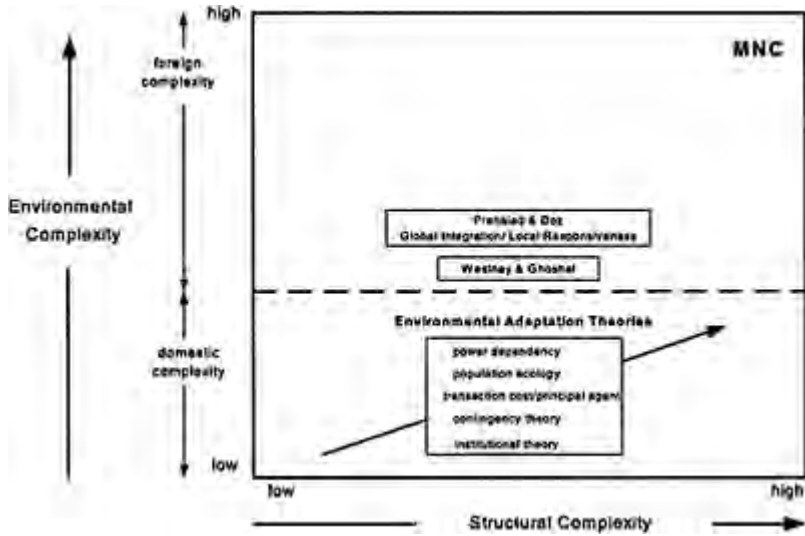 high
MNC
foreign
complexity
Environmental
Complexity
Prahalad & Doz
Global Integration/ Local Responsiveness
Westney & Ghoshal
Environmental Adaptation Theories
domestic
complexity
power dependency
population ecology
transaction cost/principal agent
contingency theory
institutional theory
low
low
high
Structural Complexity